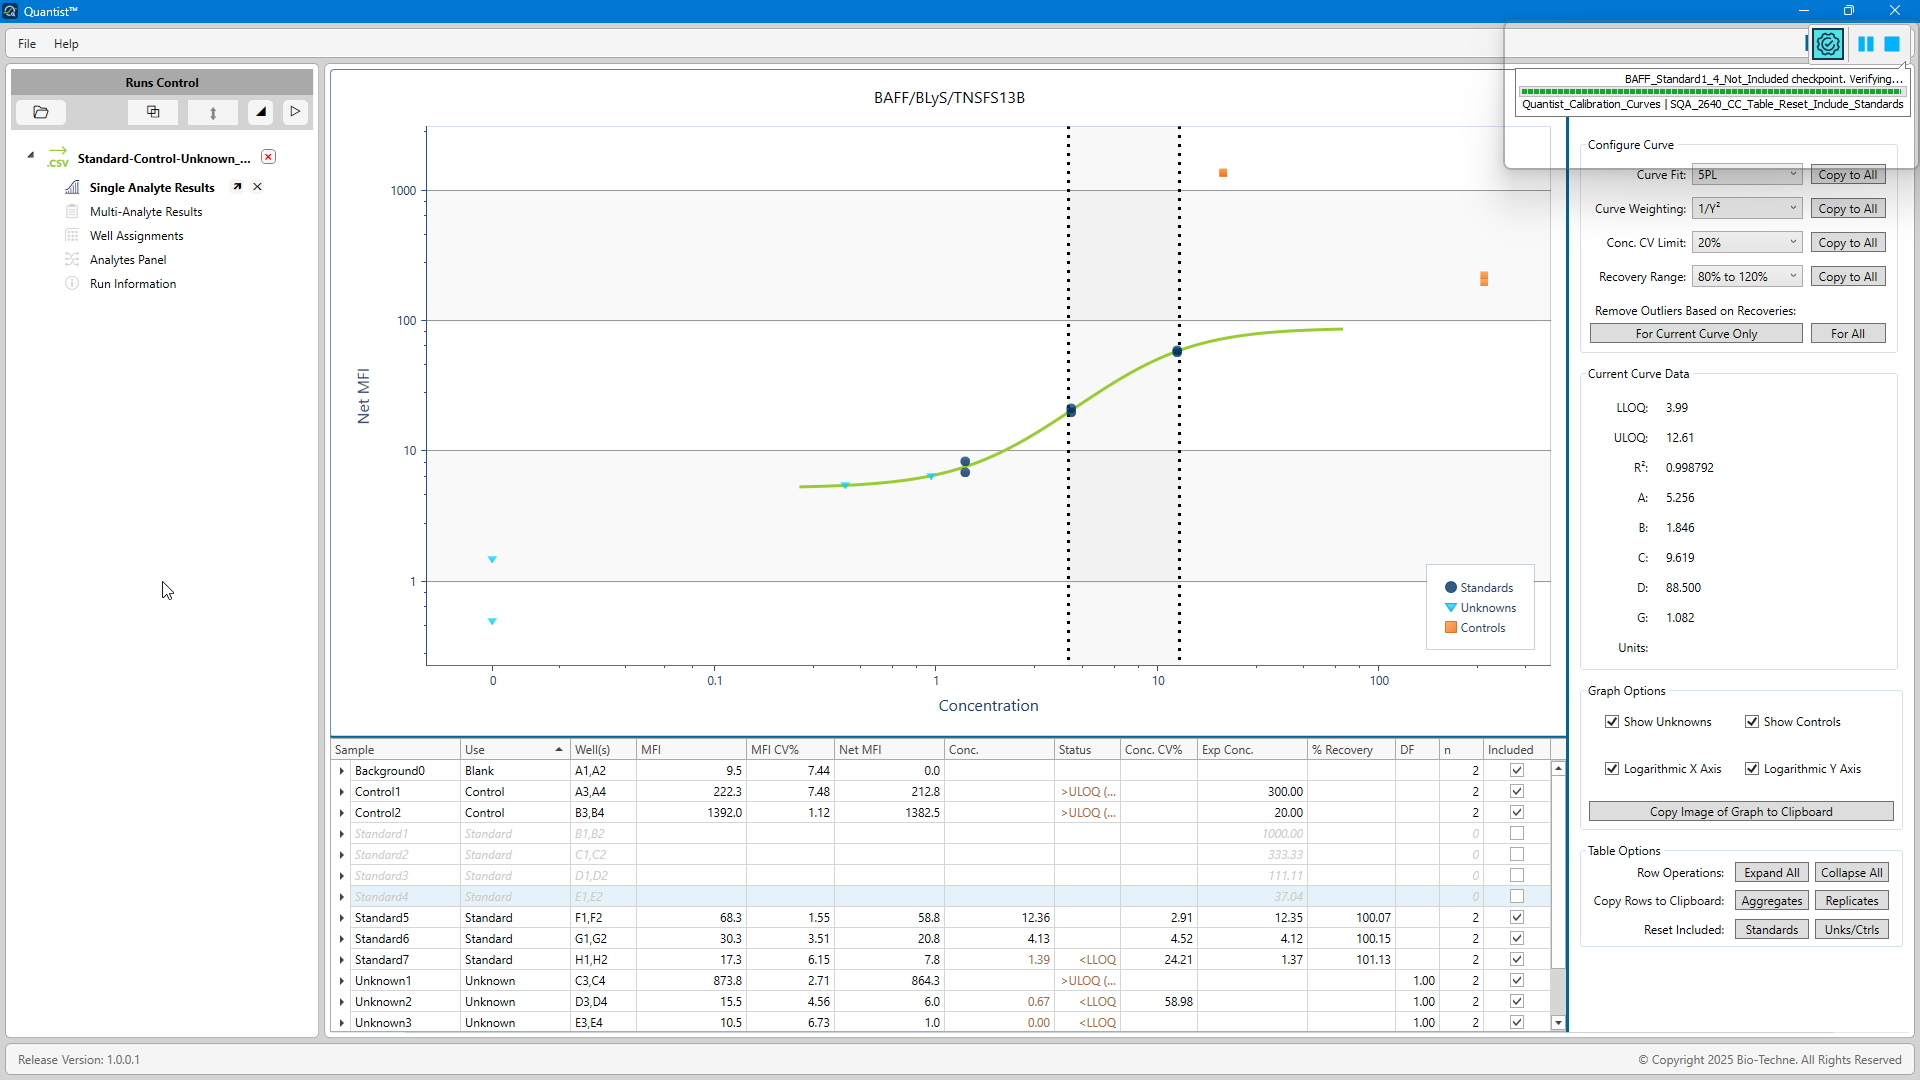 Quantist™
File Help
BAFF_Standard1_4_Not_Included checkpoint. Verifying...
Quantist_Calibration_Curves | SQA_2640_CC_Table_Reset_Include_Standards
Runs Control
.CSV Standard-Control-Unknown_...
Single Analyte Results
Multi-Analyte Results
Well Assignments
Analytes Panel
Run Information
BAFF/BLyS/TNSFS13B
Net MFI
1000
100
10
1
0 0.1 1 10 100
Concentration
Standards
Unknowns
Controls
Configure Curve
Curve Fit: 5PL Copy to All
Curve Weighting: 1/Y² Copy to All
Conc. CV Limit: 20% Copy to All
Recovery Range: 80% to 120% Copy to All
Remove Outliers Based on Recoveries:
For Current Curve Only For All
Current Curve Data
LLOQ: 3.99
ULOQ: 12.61
R²: 0.998792
A: 5.256
B: 1.846
C: 9.619
D: 88.500
G: 1.082
Units:
Graph Options
Show Unknowns Show Controls
Logarithmic X Axis Logarithmic Y Axis
Copy Image of Graph to Clipboard
Table Options
Row Operations: Expand All Collapse All
Copy Rows to Clipboard: Aggregates Replicates
Reset Included: Standards Unks/Ctrls
Sample Use Well(s) MFI MFI CV% Net MFI Conc. Status Conc. CV% Exp Conc. % Recovery DF n Included
Background0 Blank A1,A2 9.5 7.44 0.0 2
Control1 Control A3,A4 222.3 7.48 212.8 >ULOQ (... 300.00 2
Control2 Control B3,B4 1392.0 1.12 1382.5 >ULOQ (... 20.00 2
Standard1 Standard B1,B2 1000.00 0
Standard2 Standard C1,C2 333.33 0
Standard3 Standard D1,D2 111.11 0
Standard4 Standard E1,E2 37.04 0
Standard5 Standard F1,F2 68.3 1.55 58.8 12.36 2.91 12.35 100.07 2
Standard6 Standard G1,G2 30.3 3.51 20.8 4.13 4.52 4.12 100.15 2
Standard7 Standard H1,H2 17.3 6.15 7.8 1.39 <LLOQ 24.21 1.37 101.13 2
Unknown1 Unknown C3,C4 873.8 2.71 864.3 >ULOQ (... 1.00 2
Unknown2 Unknown D3,D4 15.5 4.56 6.0 0.67 <LLOQ 58.98 1.00 2
Unknown3 Unknown E3,E4 10.5 6.73 1.0 0.00 <LLOQ 1.00 2
Release Version: 1.0.0.1
© Copyright 2025 Bio-Techne. All Rights Reserved